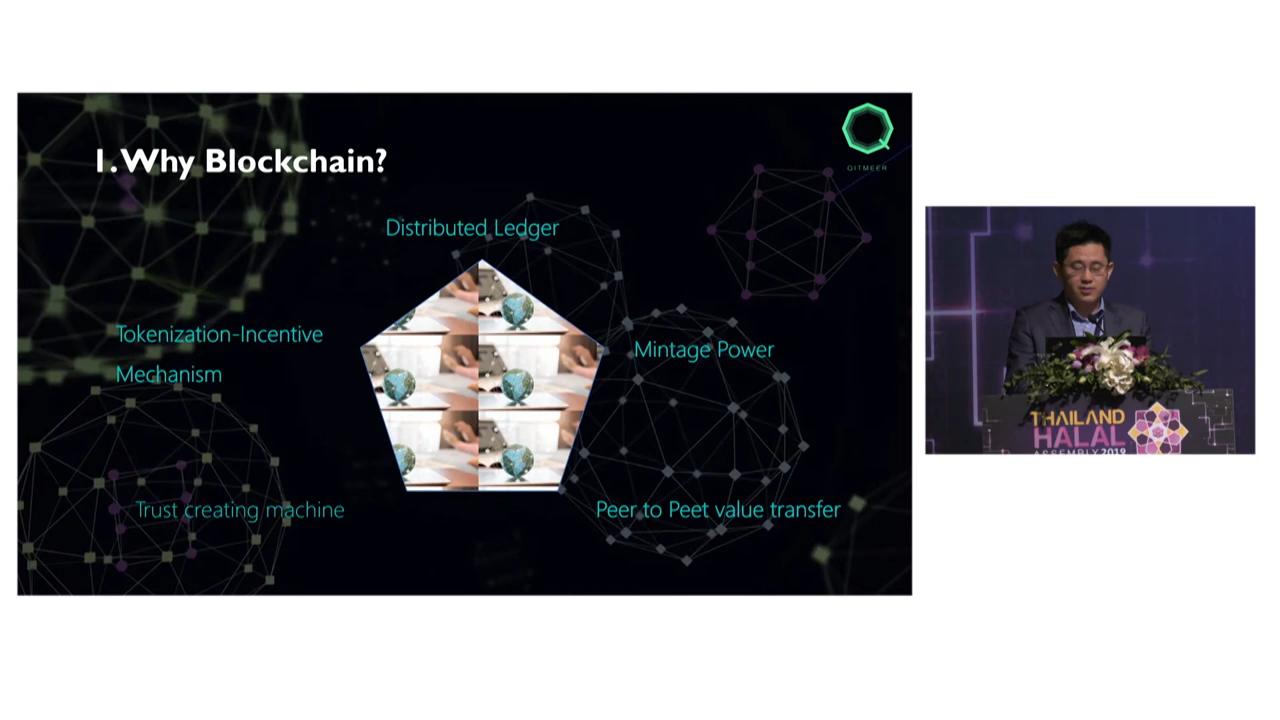 1. Why Blockchain?
QITMEER
Distributed Ledger
Tokenization-Incentive
Mechanism
Mintage Power
Trust creating machine
Peer to Peet value transfer
THAILAND
HALAL
ASSEMBLY 2019